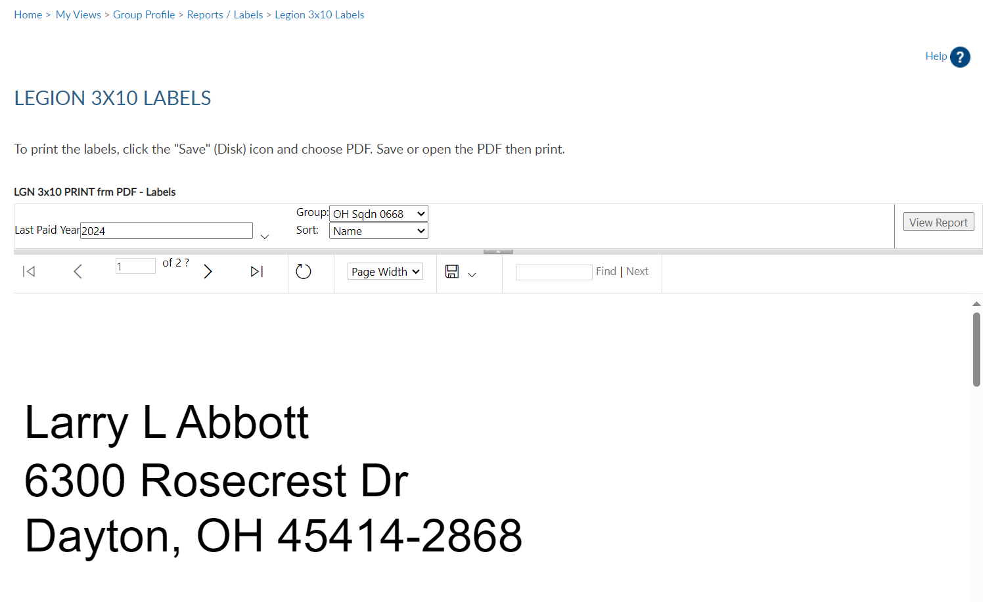 Home > My Views > Group Profile > Reports / Labels > Legion 3x10 Labels
Help ?
LEGION 3X10 LABELS
To print the labels, click the "Save" (Disk) icon and choose PDF. Save or open the PDF then print.
LGN 3x10 PRINT frm PDF - Labels
Group: OH Sqdn 0668
Last Paid Year 2024
Sort: Name
View Report
1 of 2 ?
Page Width
Find | Next
Larry L Abbott
6300 Rosecrest Dr
Dayton, OH 45414-2868